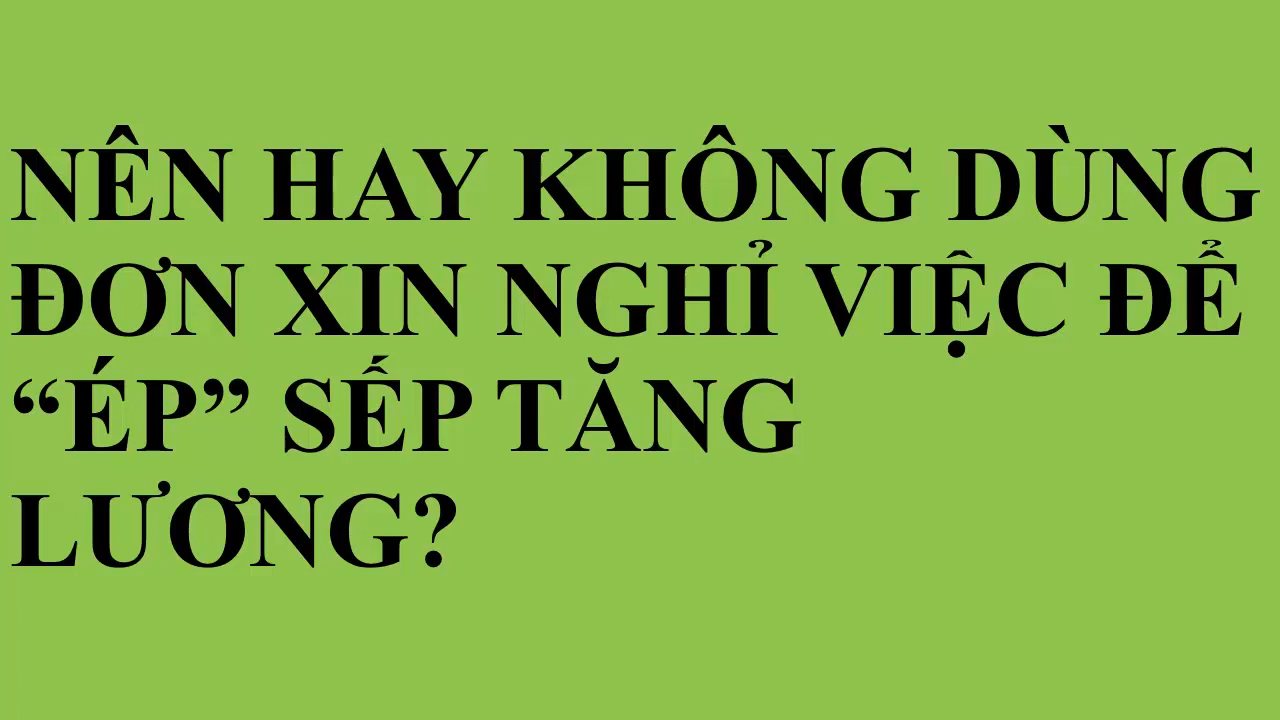 NÊN HAY KHÔNG DÙNG
ĐƠN XIN NGHỈ VIỆC ĐỂ
“ÉP” SẾP TĂNG
LƯƠNG?